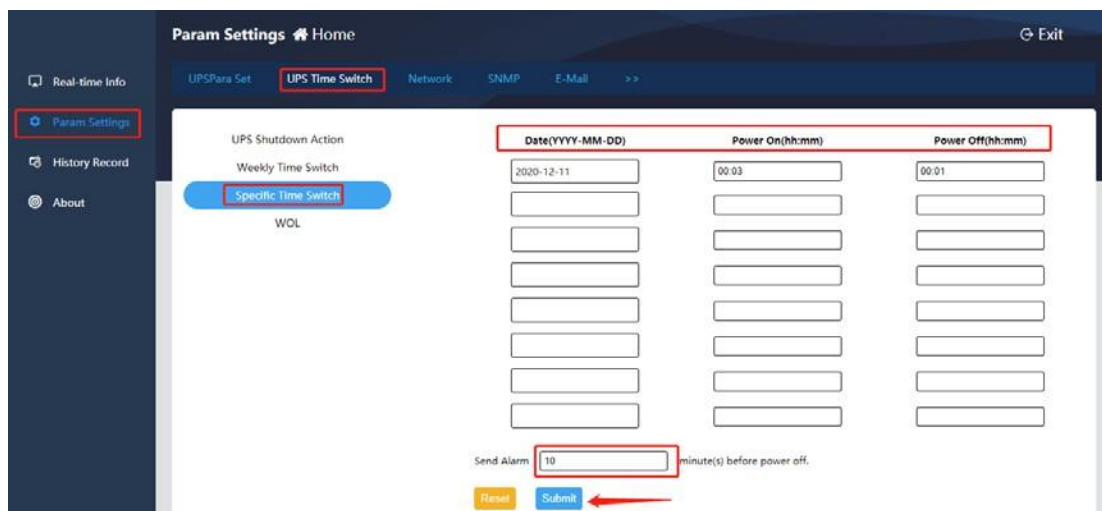 Param Settings Home Exit
Real-time Info
Param Settings
History Record
About
UPSPara Set UPS Time Switch Network SNMP E-Mail >>
UPS Shutdown Action
Weekly Time Switch
Specific Time Switch
WOL
Date(YYYY-MM-DD) Power On(hh:mm) Power Off(hh:mm)
2020-12-11 00:03 00:01
Send Alarm 10 minute(s) before power off.
Reset Submit